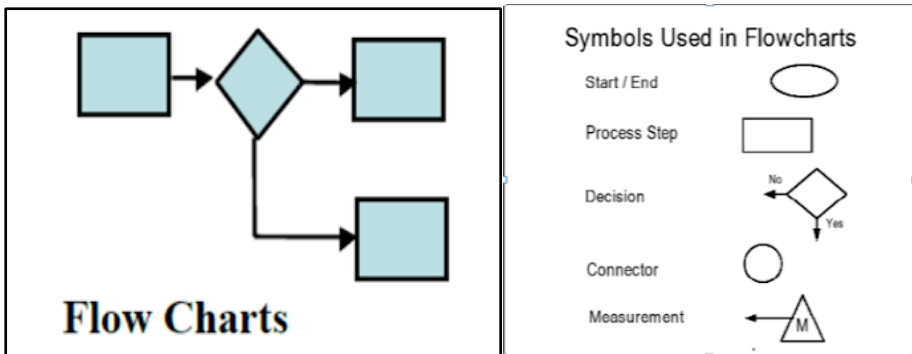 Flow Charts
Symbols Used in Flowcharts
Start / End
Process Step
Decision
No
Yes
Connector
Measurement
M